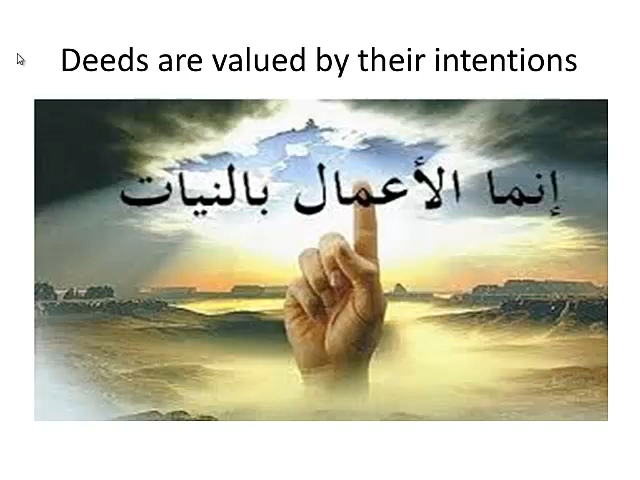 Deeds are valued by their intentions
إنما الأعمال بالنيات